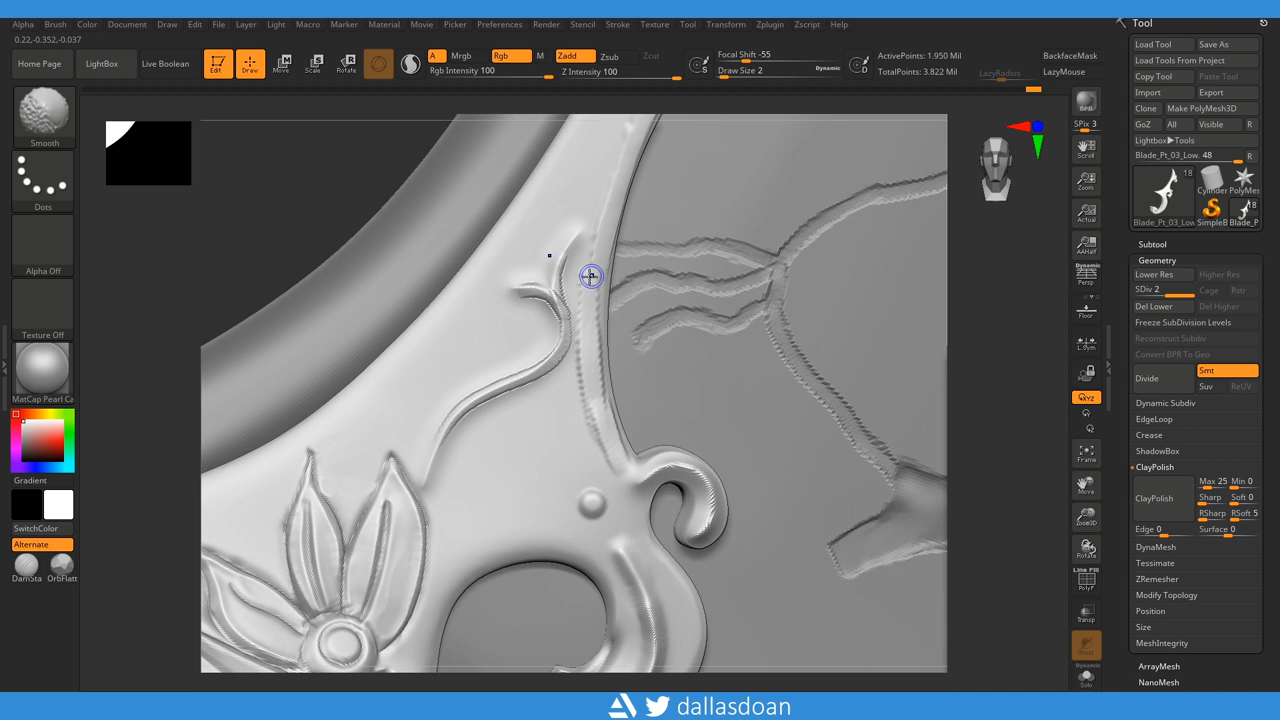 Alpha Brush Color Document Draw Edit File Layer Light Macro Marker Material Movie Picker Preferences Render Stencil Stroke Texture Tool Transform Zplugin Zscript Help
Tool
0.22,-0.352,-0.037
Home Page LightBox Live Boolean Edit Draw Move Scale Rotate
A Mrgb Rgb M Zadd Zsub Zcut
Rgb Intensity 100 Z Intensity 100
S
Focal Shift -55
Draw Size 2 Dynamic
D
ActivePoints: 1.950 Mil
TotalPoints: 3.822 Mil
LazyRadius
BackfaceMask
LazyMouse
Smooth
Dots
Alpha Off
Texture Off
MatCap Pearl Ca
Gradient
SwitchColor
Alternate
DamSta OrbFlatt
BPR
SPix 3
Scroll
Zoom
Actual
AAHalf
Dynamic
Persp
Floor
L.Sym
XYZ
Frame
Move
Zoom3D
Rotate
Line Fill
PolyF
Transp
Dynamic
Solo
Load Tool Save As
Load Tools From Project
Copy Tool Paste Tool
Import Export
Clone Make PolyMesh3D
GoZ All Visible R
Lightbox▶Tools
Blade_Pt_03_Low. 48 R
18
Cylinder PolyMes
18
Blade_Pt_03_Low SimpleB Blade_P
Subtool
Geometry
Lower Res Higher Res
SDiv 2 Cage Rstr
Del Lower Del Higher
Freeze SubDivision Levels
Reconstruct Subdiv
Convert BPR To Geo
Divide Smt
Suv ReUV
Dynamic Subdiv
EdgeLoop
Crease
ShadowBox
ClayPolish
ClayPolish
Max 25 Min 0
Sharp Soft 0
RSharp RSoft 5
Edge 0 Surface 0
DynaMesh
Tessimate
ZRemesher
Modify Topology
Position
Size
MeshIntegrity
ArrayMesh
NanoMesh
dallasdoan